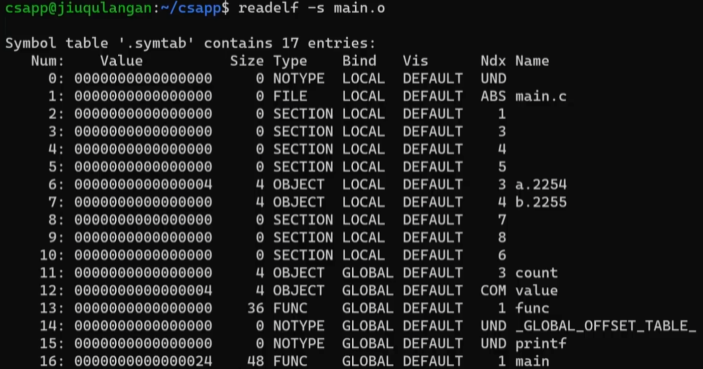 csapp@jiuqulangan:~/csapp$ readelf -s main.o
Symbol table '.symtab' contains 17 entries:
Num: Value Size Type Bind Vis Ndx Name
0: 0000000000000000 0 NOTYPE LOCAL DEFAULT UND
1: 0000000000000000 0 FILE LOCAL DEFAULT ABS main.c
2: 0000000000000000 0 SECTION LOCAL DEFAULT 1
3: 0000000000000000 0 SECTION LOCAL DEFAULT 3
4: 0000000000000000 0 SECTION LOCAL DEFAULT 4
5: 0000000000000000 0 SECTION LOCAL DEFAULT 5
6: 0000000000000004 4 OBJECT LOCAL DEFAULT 3 a.2254
7: 0000000000000000 4 OBJECT LOCAL DEFAULT 4 b.2255
8: 0000000000000000 0 SECTION LOCAL DEFAULT 7
9: 0000000000000000 0 SECTION LOCAL DEFAULT 8
10: 0000000000000000 0 SECTION LOCAL DEFAULT 6
11: 0000000000000000 4 OBJECT GLOBAL DEFAULT 3 count
12: 0000000000000004 4 OBJECT GLOBAL DEFAULT COM value
13: 0000000000000000 36 FUNC GLOBAL DEFAULT 1 func
14: 0000000000000000 0 NOTYPE GLOBAL DEFAULT UND _GLOBAL_OFFSET_TABLE_
15: 0000000000000000 0 NOTYPE GLOBAL DEFAULT UND printf
16: 0000000000000024 48 FUNC GLOBAL DEFAULT 1 main